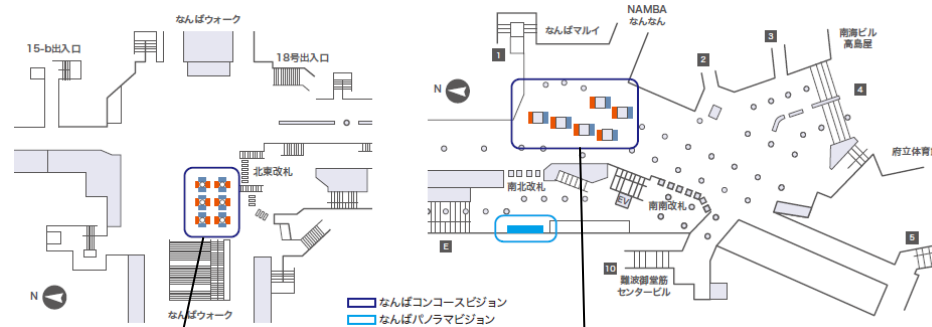 なんばウォーク
15-b出入口
18号出入口
北東改札
N
なんばウォーク
NAMBA
なんなん
なんばマルイ
1
2
3
南海ビル
高島屋
4
N
府立体育館
南北改札
EV
南南改札
E
5
10
難波御堂筋
センタービル
なんばコンコースビジョン
なんばパノラマビジョン